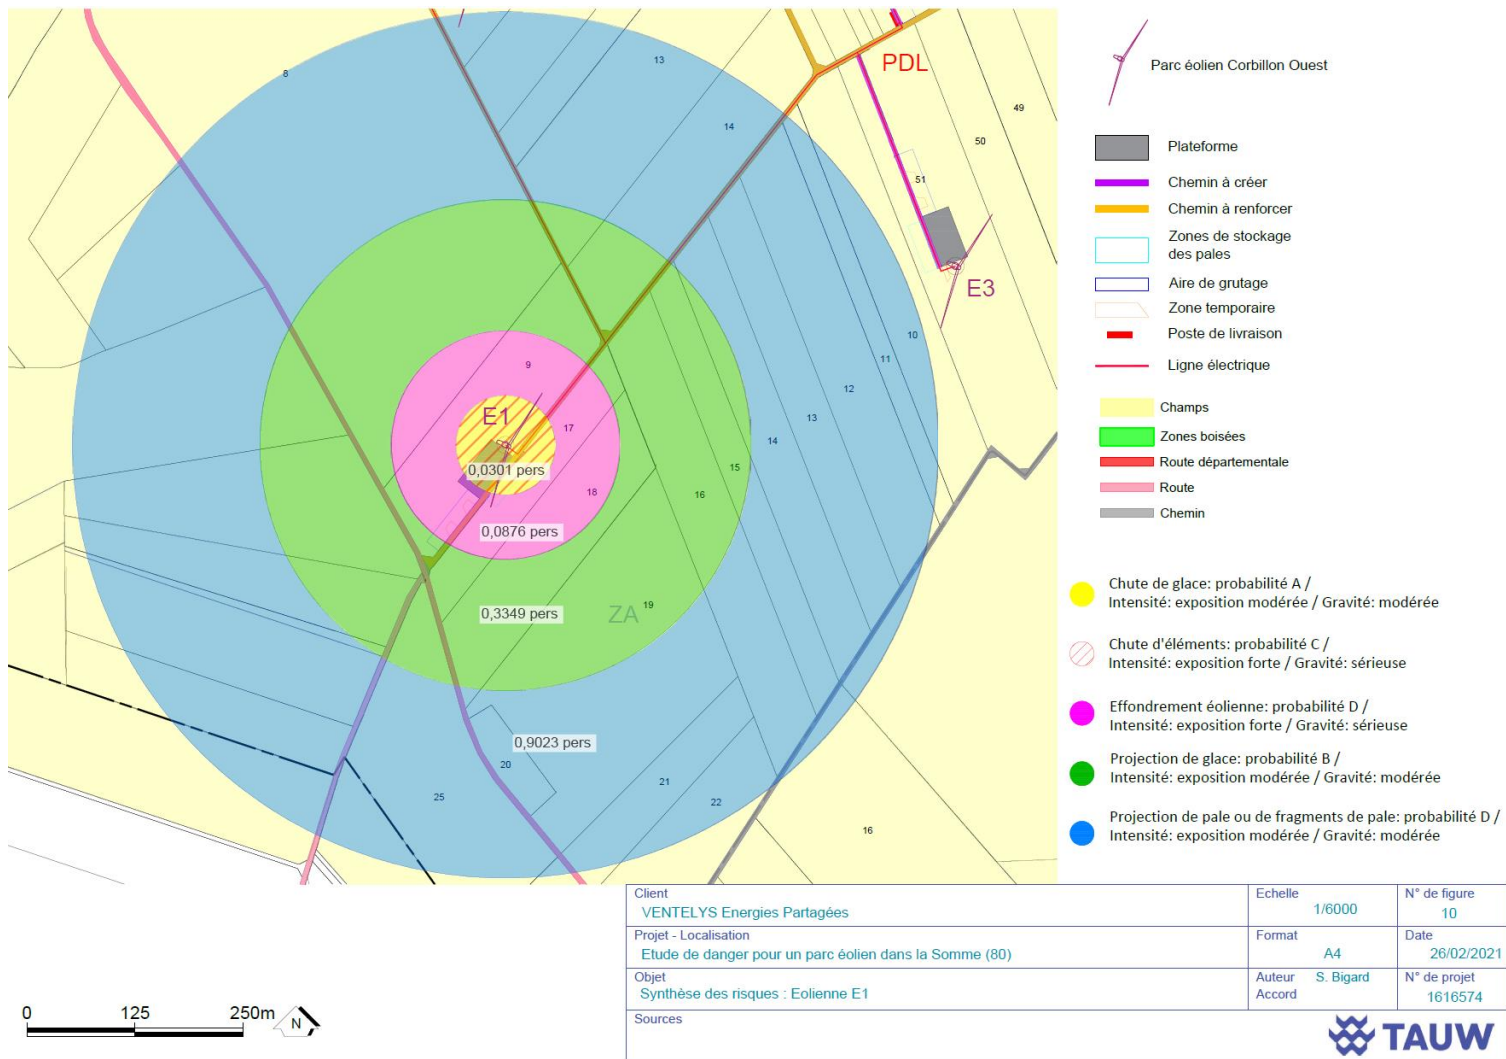 8
13
14
PDL
49
50
51
E3
10
11
12
13
14
15
16
9
17
18
E1
0,0301 pers
0,0876 pers
0,3349 pers
ZA
19
0,9023 pers
20
21
22
25
16
Parc éolien Corbillon Ouest
Plateforme
Chemin à créer
Chemin à renforcer
Zones de stockage
des pales
Aire de grutage
Zone temporaire
Poste de livraison
Ligne électrique
Champs
Zones boisées
Route départementale
Route
Chemin
Chute de glace: probabilité A /
Intensité: exposition modérée / Gravité: modérée
Chute d'éléments: probabilité C /
Intensité: exposition forte / Gravité: sérieuse
Effondrement éolienne: probabilité D /
Intensité: exposition forte / Gravité: sérieuse
Projection de glace: probabilité B /
Intensité: exposition modérée / Gravité: modérée
Projection de pale ou de fragments de pale: probabilité D /
Intensité: exposition modérée / Gravité: modérée
0 125 250m
N
Client
VENTELYS Energies Partagées
Echelle
1/6000
N° de figure
10
Projet - Localisation
Etude de danger pour un parc éolien dans la Somme (80)
Format
A4
Date
26/02/2021
Objet
Synthèse des risques : Eolienne E1
Auteur S. Bigard
Accord
N° de projet
1616574
Sources
TAUW